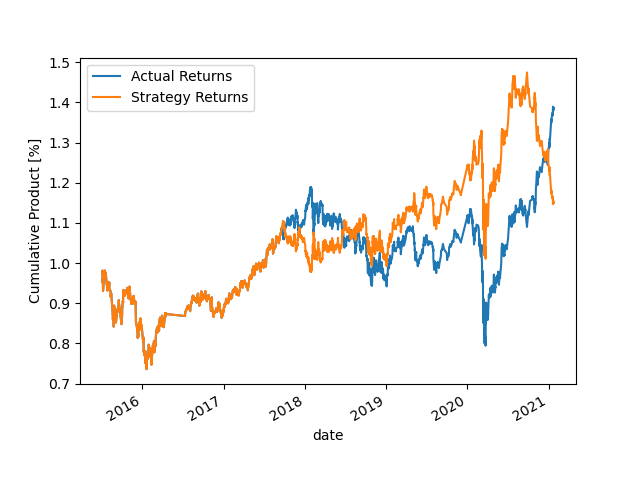 1.5
Actual Returns
Strategy Returns
1.4
1.3
1.2
1.1
1.0
0.9
0.8
0.7
Cumulative Product [%]
2016 2017 2018 2019 2020 2021
date